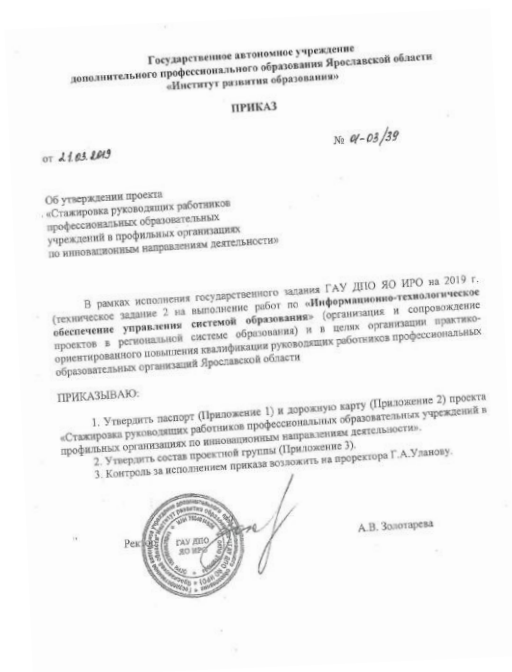 Государственное автономное учреждение
дополнительного профессионального образования Ярославской области
«Институт развития образования»
ПРИКАЗ
от 21.03.2019
№ 01-03/39
Об утверждении проекта
«Стажировка руководящих работников
профессиональных образовательных
учреждений в профильных организациях
по инновационным направлениям деятельности»
В рамках исполнения государственного задания ГАУ ДПО ЯО ИРО на 2019 г.
(техническое задание 2 на выполнение работ по «Информационно-технологическое
обеспечение управления системой образования» (организация и сопровождение
проектов в региональной системе образования) и в целях организации практико-
ориентированного повышения квалификации руководящих работников профессиональных
образовательных организаций Ярославской области
ПРИКАЗЫВАЮ:
1. Утвердить паспорт (Приложение 1) и дорожную карту (Приложение 2) проекта
«Стажировка руководящих работников профессиональных образовательных учреждений в
профильных организациях по инновационным направлениям деятельности».
2. Утвердить состав проектной группы (Приложение 3).
3. Контроль за исполнением приказа возложить на проректора Г.А.Уланову.
Рек
ГАУ ДПО
ЯО ИРО
А.В. Золотарева